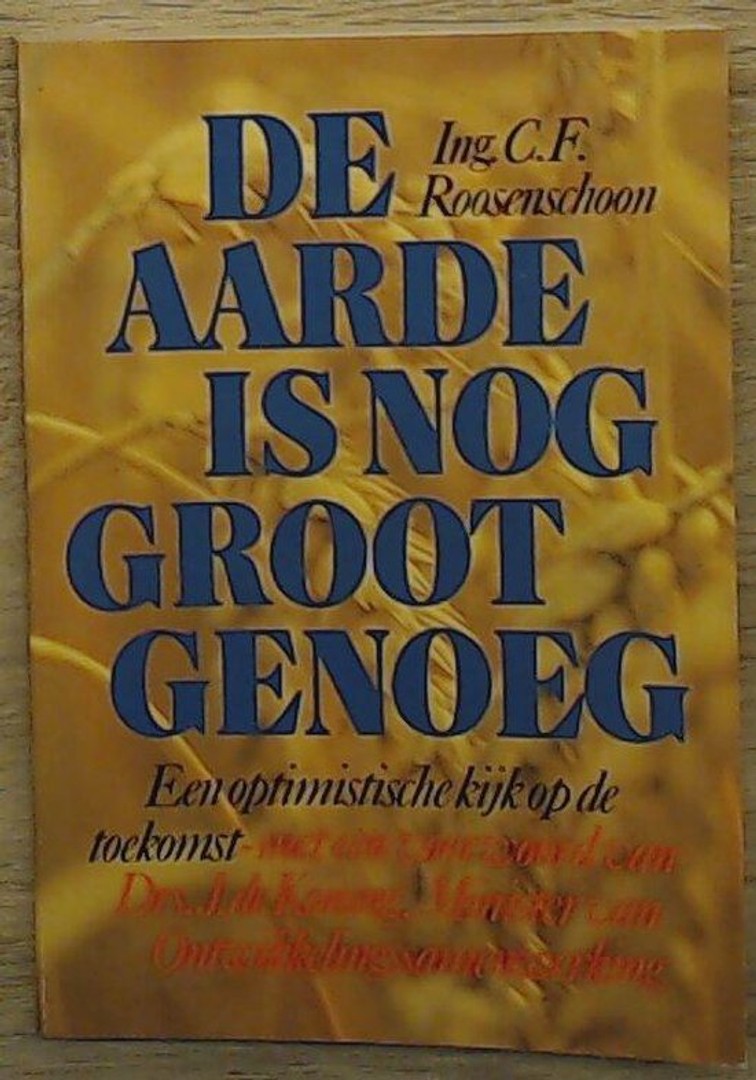 DE
Ing. C.F.
Roosenschoon
AARDE
IS NOG
GROOT
GENOEG
Een optimistische kijk op de
toekomst - met een voorwoord van
Drs. J. de Koning, Minister van
Ontwikkelingssamenwerking